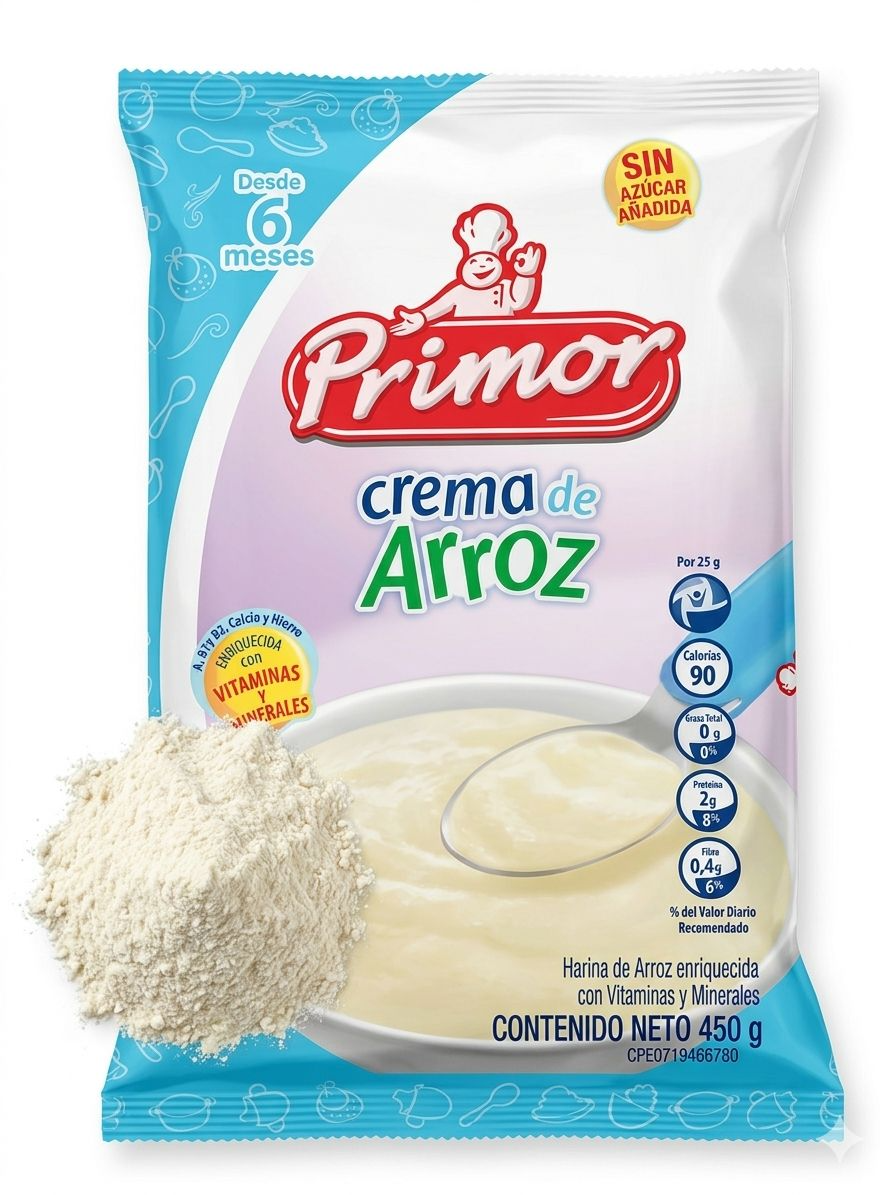 Desde
6
meses
SIN
AZÚCAR
AÑADIDA
Primor
crema de
Arroz
Por 25 g
Calorías
90
Grasa Total
0 g
0%
Proteína
2g
8%
Fibra
0,4g
6%
% del Valor Diario
Recomendado
A, B1 y B2, Calcio y Hierro
ENRIQUECIDA
con
VITAMINAS
Y
MINERALES
Harina de Arroz enriquecida
con Vitaminas y Minerales
CONTENIDO NETO 450 g
CPE0719466780